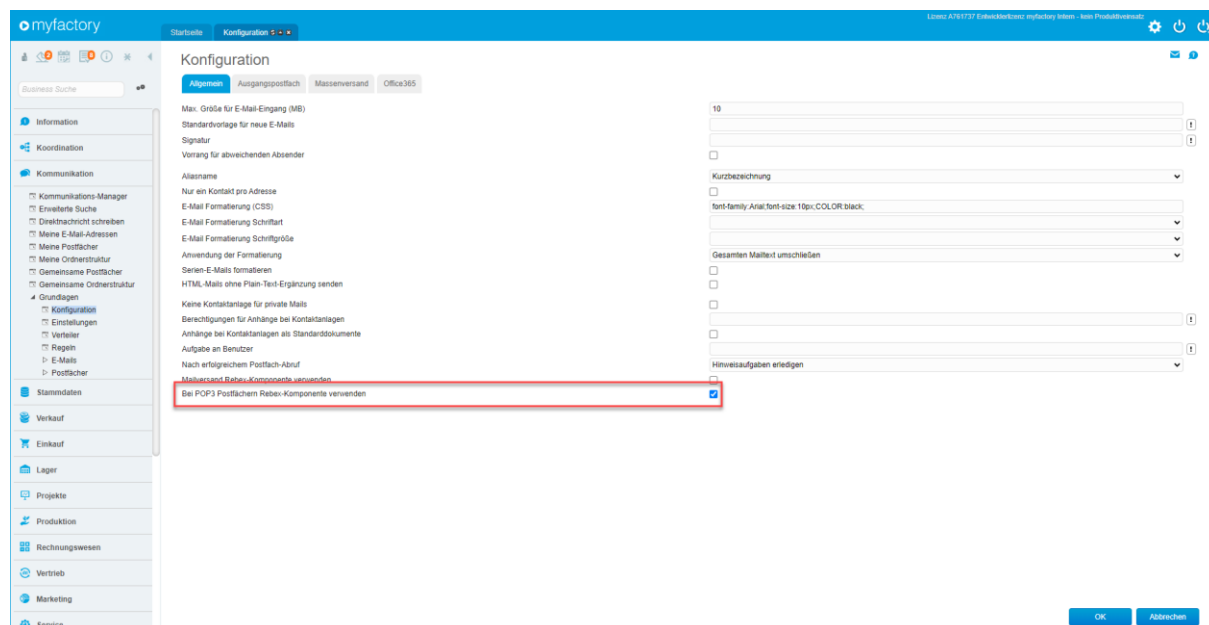 myfactory
Lizenz A761737 Entwicklerlizenz myfactory Intern - kein Produktiveinsatz
Startseite
Konfiguration
Business Suche
Information
Koordination
Kommunikation
Kommunikations-Manager
Erweiterte Suche
Direktnachricht schreiben
Meine E-Mail-Adressen
Meine Postfächer
Meine Ordnerstruktur
Gemeinsame Postfächer
Gemeinsame Ordnerstruktur
Grundlagen
Konfiguration
Einstellungen
Verteiler
Regeln
E-Mails
Postfächer
Stammdaten
Verkauf
Einkauf
Lager
Projekte
Produktion
Rechnungswesen
Vertrieb
Marketing
Service
Konfiguration
Allgemein Ausgangspostfach Massenversand Office365
Max. Größe für E-Mail-Eingang (MB) 10
Standardvorlage für neue E-Mails
Signatur
Vorrang für abweichenden Absender
Aliasname Kurzbezeichnung
Nur ein Kontakt pro Adresse
E-Mail Formatierung (CSS) font-family:Arial;font-size:10px;COLOR:black;
E-Mail Formatierung Schriftart
E-Mail Formatierung Schriftgröße
Anwendung der Formatierung Gesamten Mailtext umschließen
Serien-E-Mails formatieren
HTML-Mails ohne Plain-Text-Ergänzung senden
Keine Kontaktanlage für private Mails
Berechtigungen für Anhänge bei Kontaktanlagen
Anhänge bei Kontaktanlagen als Standarddokumente
Aufgabe an Benutzer
Nach erfolgreichem Postfach-Abruf Hinweisaufgaben erledigen
Mailversand Rebex-Komponente verwenden
Bei POP3 Postfächern Rebex-Komponente verwenden
OK Abbrechen